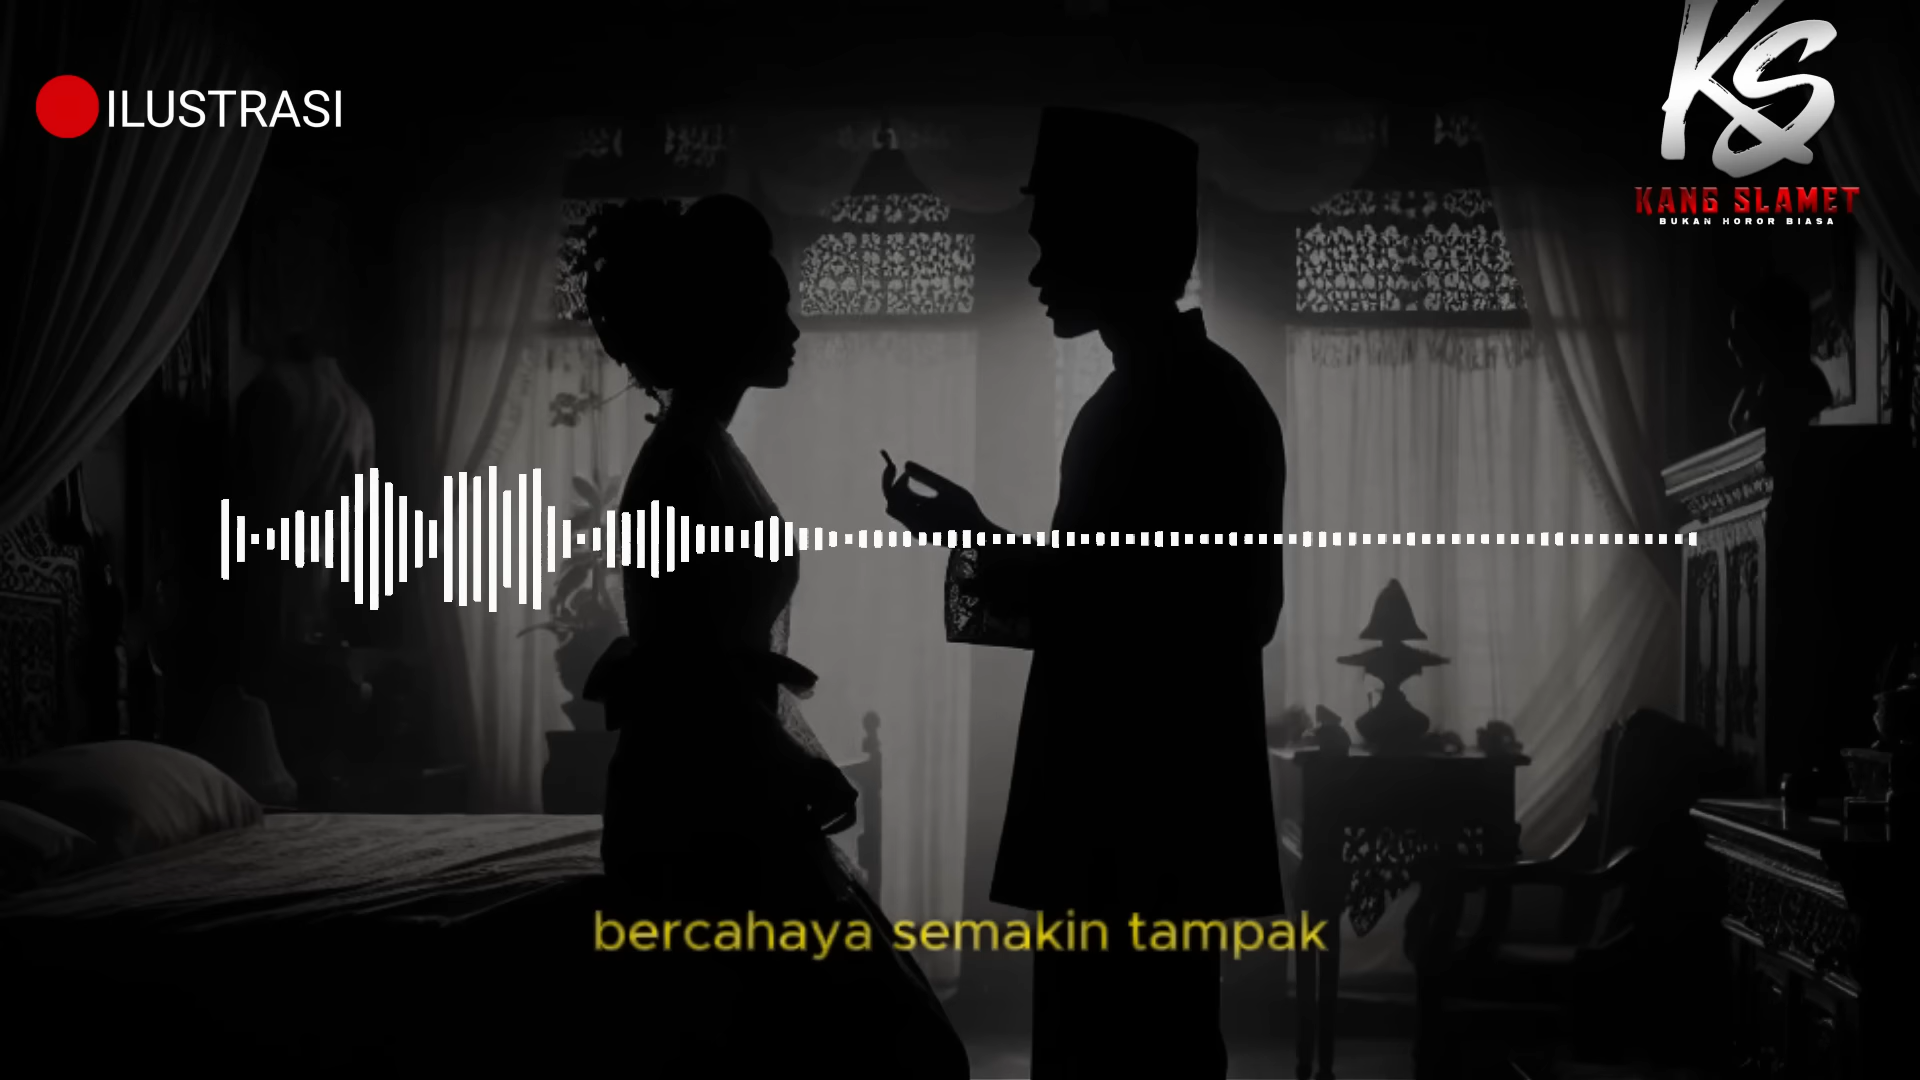 ILUSTRASI
KS
KANG SLAMET
BUKAN HOROR BIASA
bercahaya semakin tampak